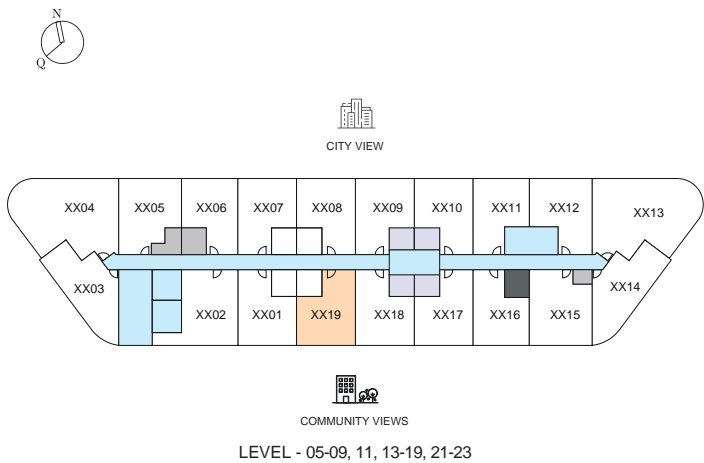 N
Q
CITY VIEW
XX04 XX05 XX06 XX07 XX08 XX09 XX10 XX11 XX12 XX13
XX03 XX02 XX01 XX19 XX18 XX17 XX16 XX15 XX14
COMMUNITY VIEWS
LEVEL - 05-09, 11, 13-19, 21-23